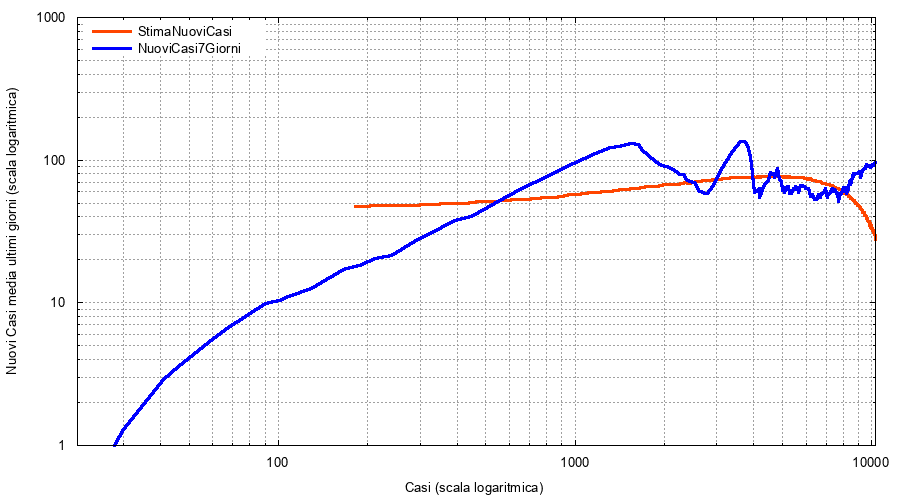 1000
100
10
1
100
1000
10000
StimaNuoviCasi
NuoviCasi7Giorni
Nuovi Casi media ultimi giorni (scala logaritmica)
Casi (scala logaritmica)